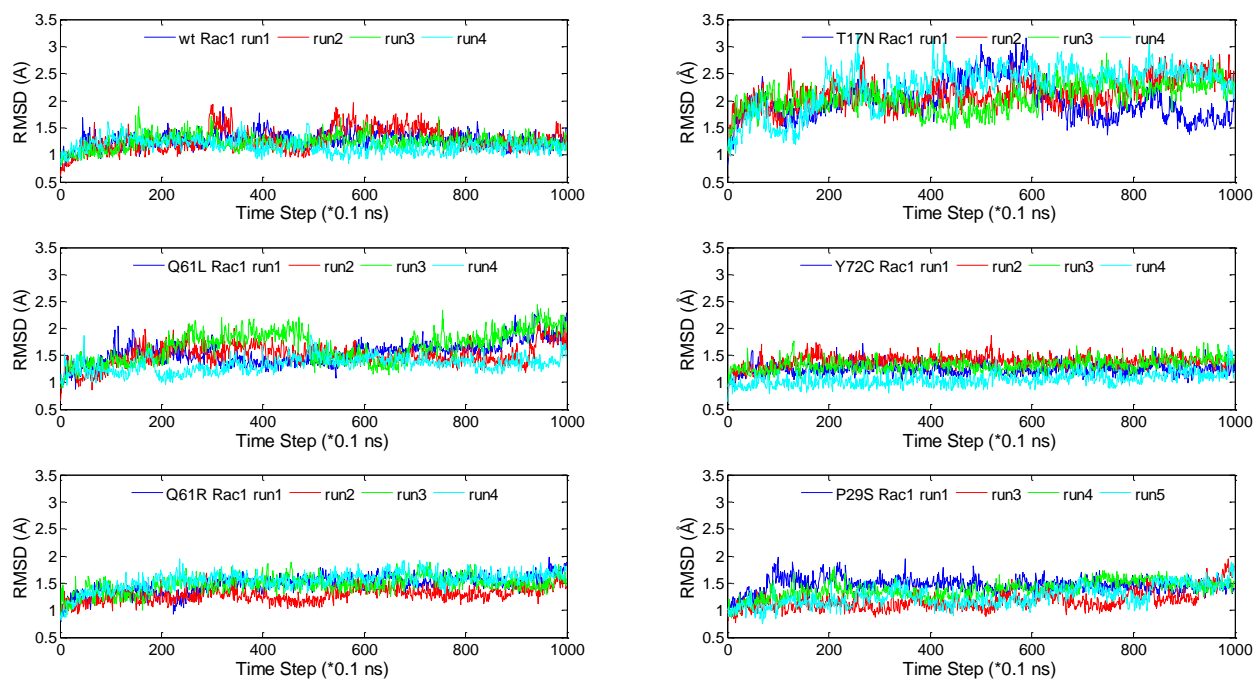 wt Rac1 run1 run2 run3 run4
3.5
3
2.5
2
1.5
1
0.5
RMSD (A)
0 200 400 600 800 1000
Time Step (*0.1 ns)
T17N Rac1 run1 run2 run3 run4
3.5
3
2.5
2
1.5
1
0.5
RMSD (Å)
0 200 400 600 800 1000
Time Step (*0.1 ns)
Q61L Rac1 run1 run2 run3 run4
3.5
3
2.5
2
1.5
1
0.5
RMSD (A)
0 200 400 600 800 1000
Time Step (*0.1 ns)
Y72C Rac1 run1 run2 run3 run4
3.5
3
2.5
2
1.5
1
0.5
RMSD (Å)
0 200 400 600 800 1000
Time Step (*0.1 ns)
Q61R Rac1 run1 run2 run3 run4
3.5
3
2.5
2
1.5
1
0.5
RMSD (A)
0 200 400 600 800 1000
Time Step (*0.1 ns)
P29S Rac1 run1 run3 run4 run5
3.5
3
2.5
2
1.5
1
0.5
RMSD (Å)
0 200 400 600 800 1000
Time Step (*0.1 ns)